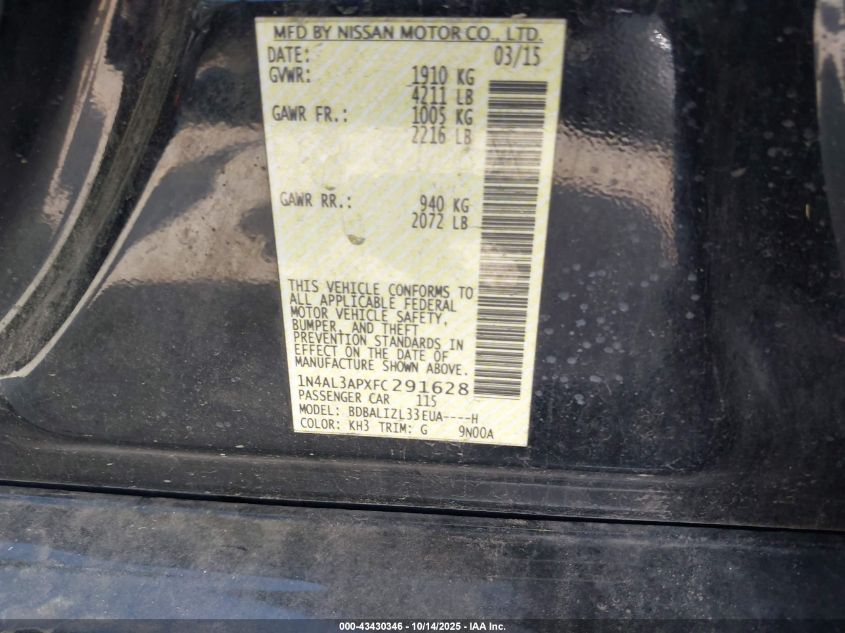 MFD BY NISSAN MOTOR CO., LTD.
DATE: 03/15
GVWR: 1910 KG
4211 LB
GAWR FR.: 1005 KG
2216 LB
GAWR RR.: 940 KG
2072 LB
THIS VEHICLE CONFORMS TO
ALL APPLICABLE FEDERAL
MOTOR VEHICLE SAFETY,
BUMPER, AND THEFT
PREVENTION STANDARDS IN
EFFECT ON THE DATE OF
MANUFACTURE SHOWN ABOVE.
1N4AL3APXFC291628
PASSENGER CAR 115
MODEL: BDBALIZL33EUA----H
COLOR: KH3 TRIM: G 9N00A
000-43430346 - 10/14/2025 - IAA Inc.